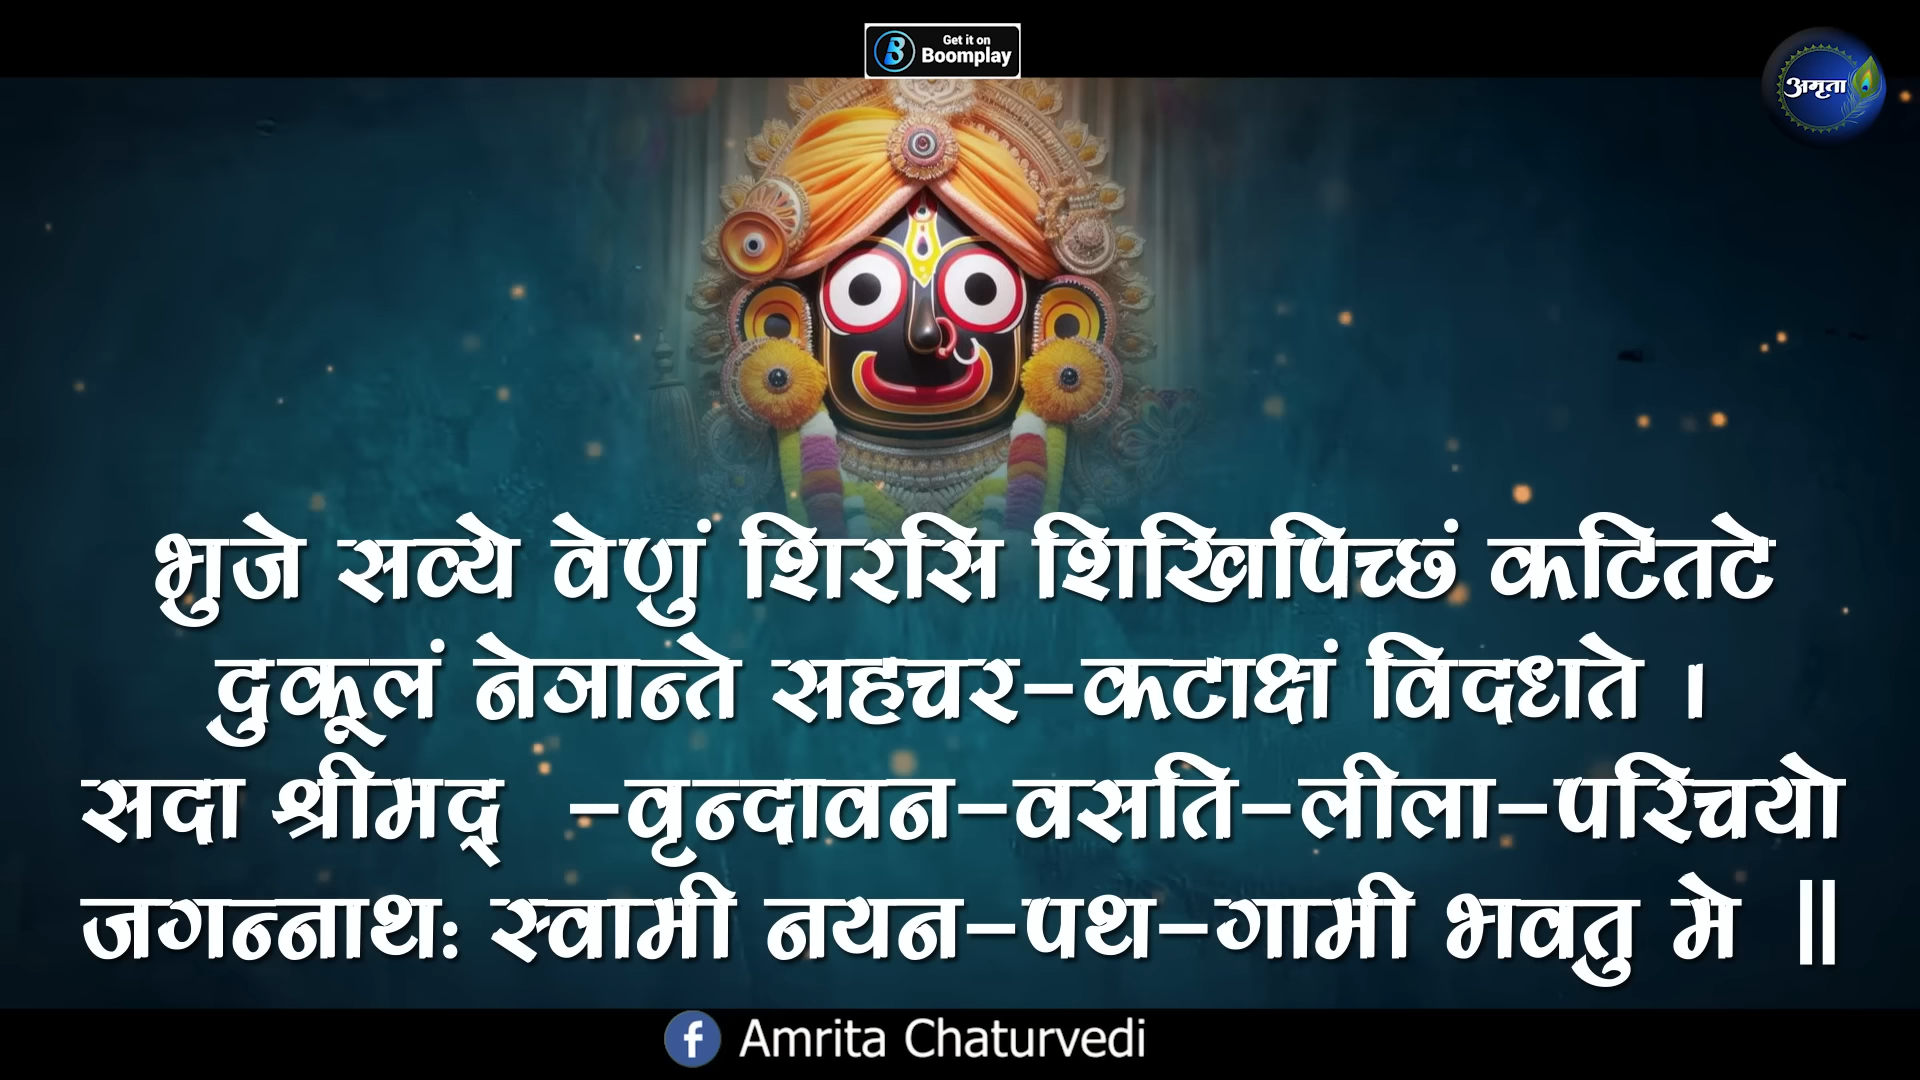 Get it on
Boomplay
अमृता
भुजे सव्ये वेणुं शिरसि शिखिपिच्छं कटितटे
दुकूलं नेत्रान्ते सहचर-कटाक्षं विदधते ।
सदा श्रीमद् -वृन्दावन-वसति-लीला-परिचयो
जगन्नाथः स्वामी नयन-पथ-गामी भवतु मे ॥
Amrita Chaturvedi